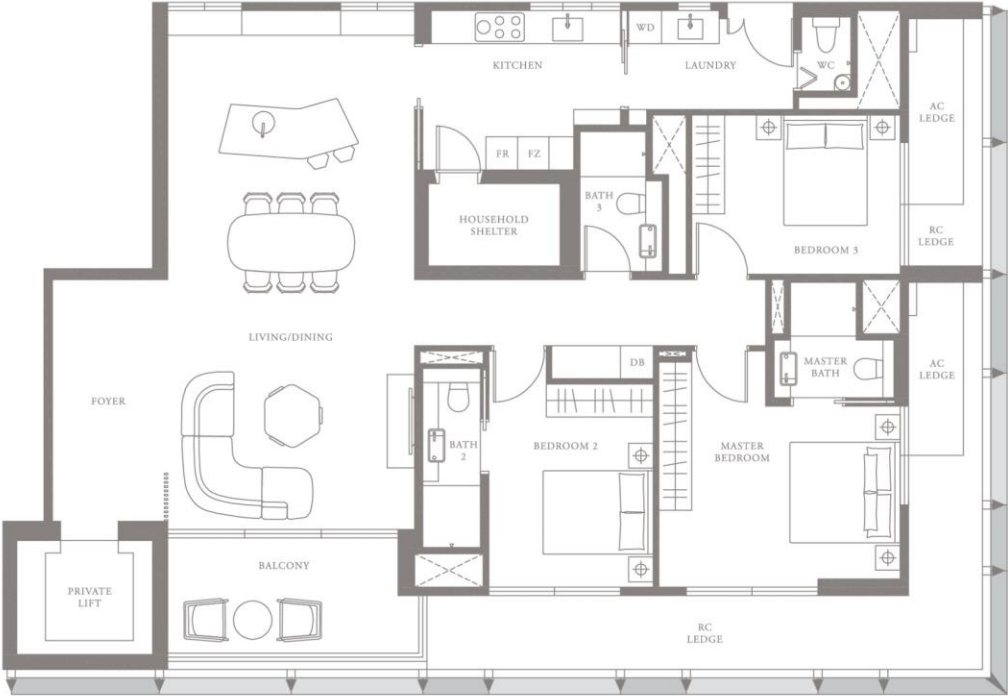 WD
KITCHEN
LAUNDRY
WC
AC
LEDGE
FR
FZ
BATH
3
HOUSEHOLD
SHELTER
BEDROOM 3
RC
LEDGE
LIVING/DINING
DB
MASTER
BATH
AC
LEDGE
FOYER
BATH
2
BEDROOM 2
MASTER
BEDROOM
BALCONY
PRIVATE
LIFT
RC
LEDGE